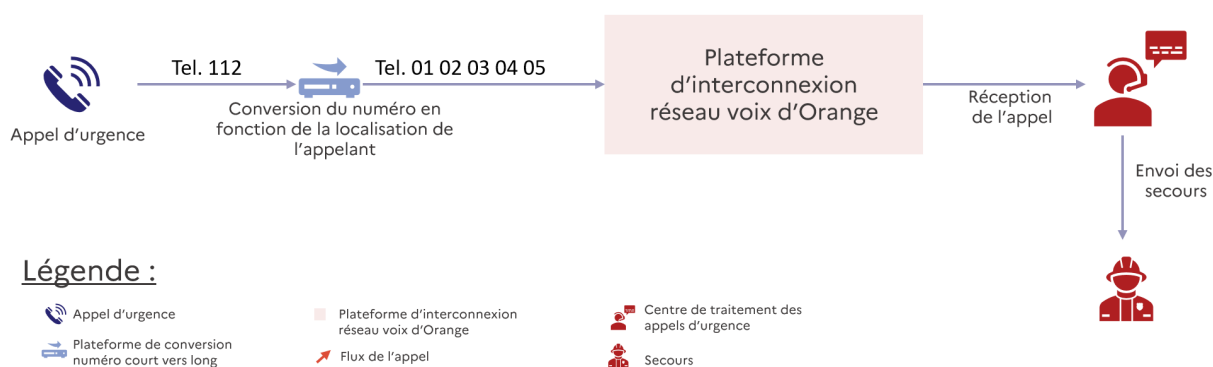 Tel. 112
Tel. 01 02 03 04 05
Appel d'urgence
Conversion du numéro en
fonction de la localisation de
l'appelant
Plateforme
d'interconnexion
réseau voix d'Orange
Réception
de l'appel
Envoi des
secours
Légende :
Appel d'urgence
Plateforme de conversion
numéro court vers long
Plateforme d'interconnexion
réseau voix d'Orange
Flux de l'appel
Centre de traitement des
appels d'urgence
Secours